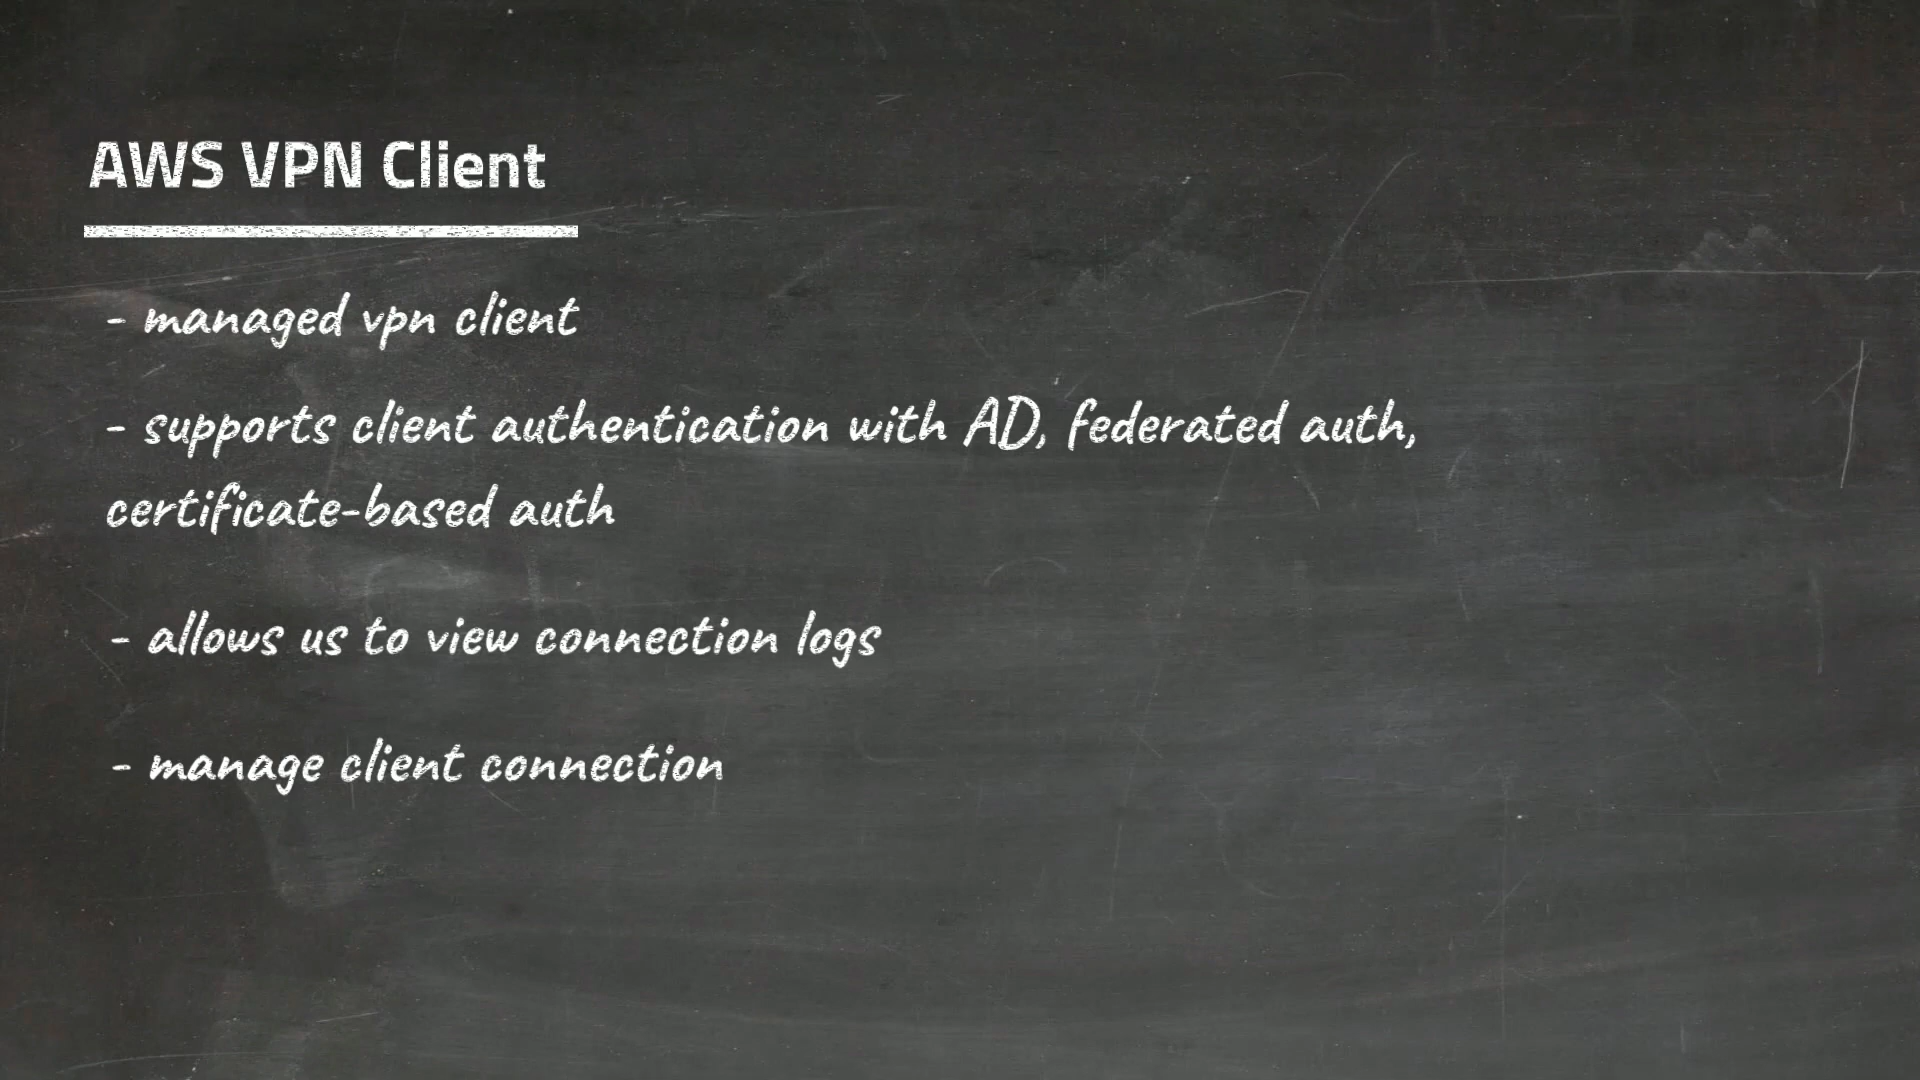 AWS VPN Client
- managed vpn client
- supports client authentication with AD, federated auth,
certificate-based auth
- allows us to view connection logs
- manage client connection